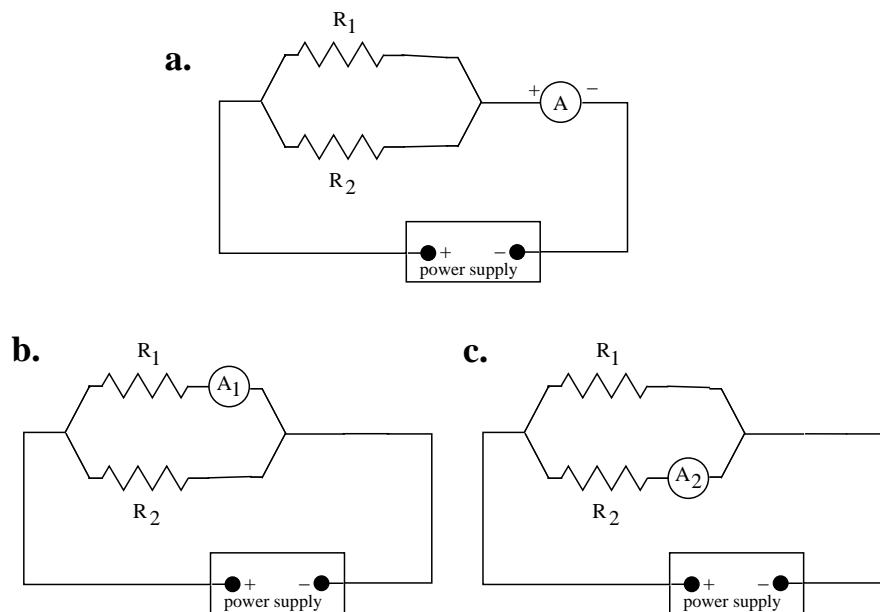 a.
R1
+ A −
R2
+ −
power supply
b.
R1
A1
R2
+ −
power supply
c.
R1
R2
A2
+ −
power supply